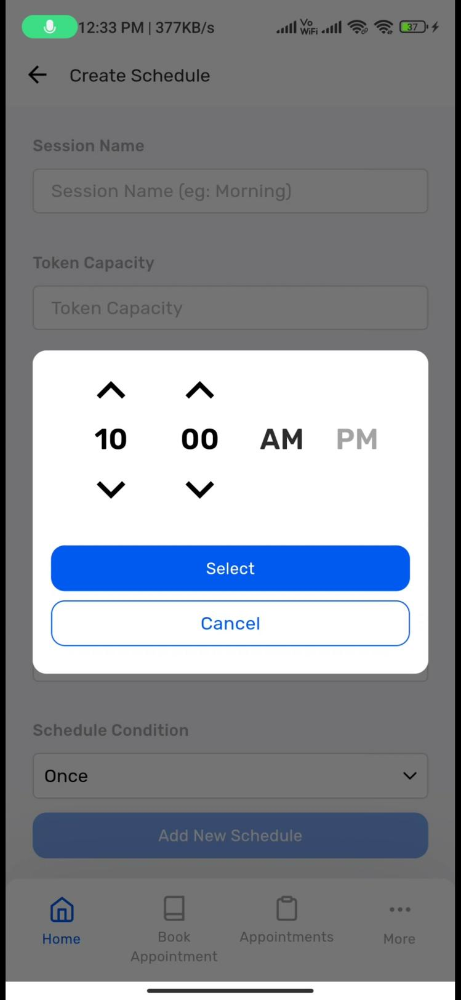 12:33 PM | 377KB/s Vo WiFi 37
Create Schedule
Session Name
Session Name (eg: Morning)
Token Capacity
Token Capacity
10 00 AM PM
Select
Cancel
Schedule Condition
Once
Add New Schedule
Home Book Appointments More
Appointment